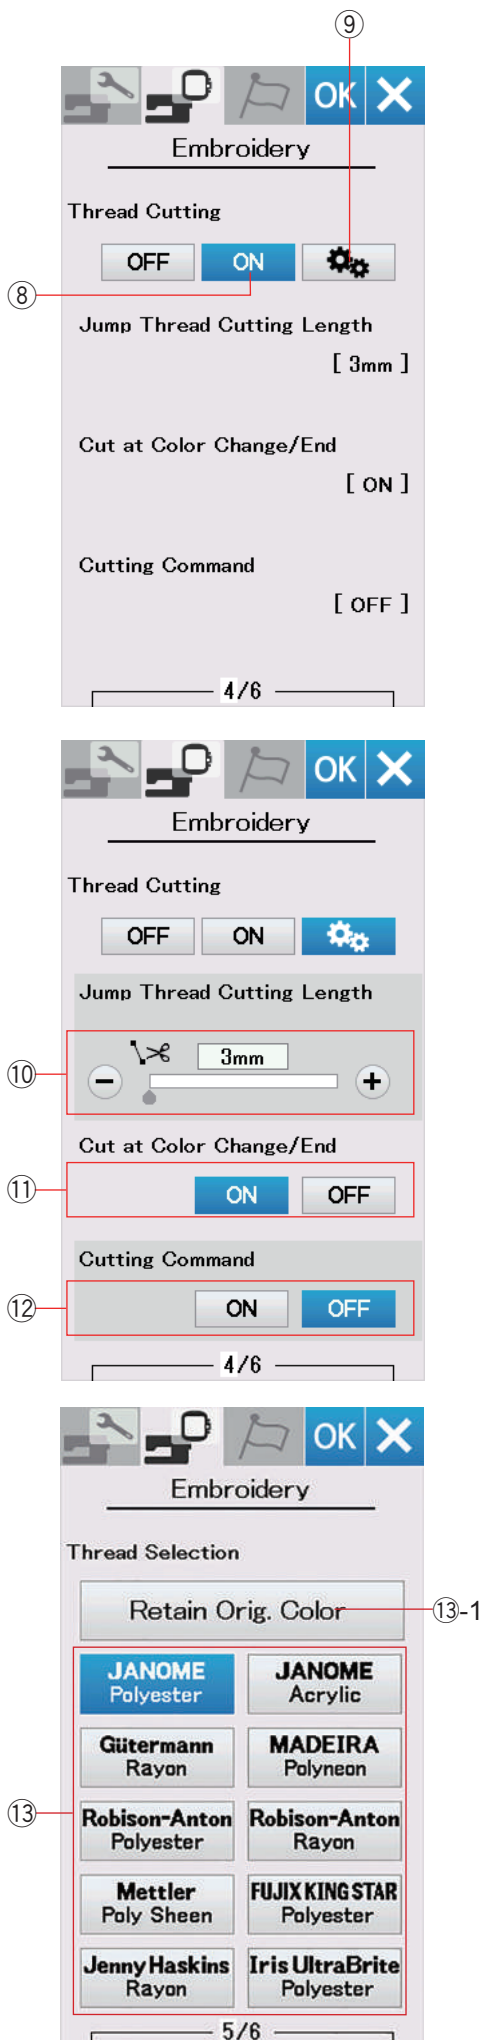 ⑨
OK
Embroidery
Thread Cutting
OFF ON
⑧
Jump Thread Cutting Length
[ 3mm ]
Cut at Color Change/End
[ ON ]
Cutting Command
[ OFF ]
4/6
OK
Embroidery
Thread Cutting
OFF ON
Jump Thread Cutting Length
3mm
⑩ − +
Cut at Color Change/End
⑪ ON OFF
Cutting Command
⑫ ON OFF
4/6
OK
Embroidery
Thread Selection
Retain Orig. Color ⑬-1
JANOME JANOME
Polyester Acrylic
Gütermann MADEIRA
Rayon Polyneon
⑬ Robison-Anton Robison-Anton
Polyester Rayon
Mettler FUJIX KING STAR
Poly Sheen Polyester
Jenny Haskins Iris UltraBrite
Rayon Polyester
5/6